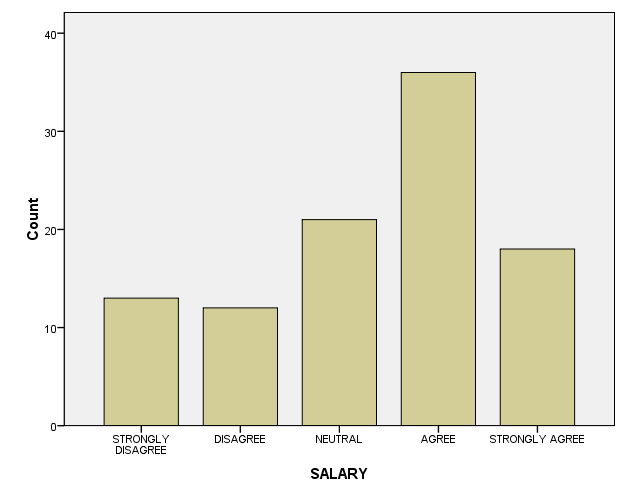 40
30
20
10
0
Count
STRONGLY
DISAGREE
DISAGREE
NEUTRAL
AGREE
STRONGLY AGREE
SALARY